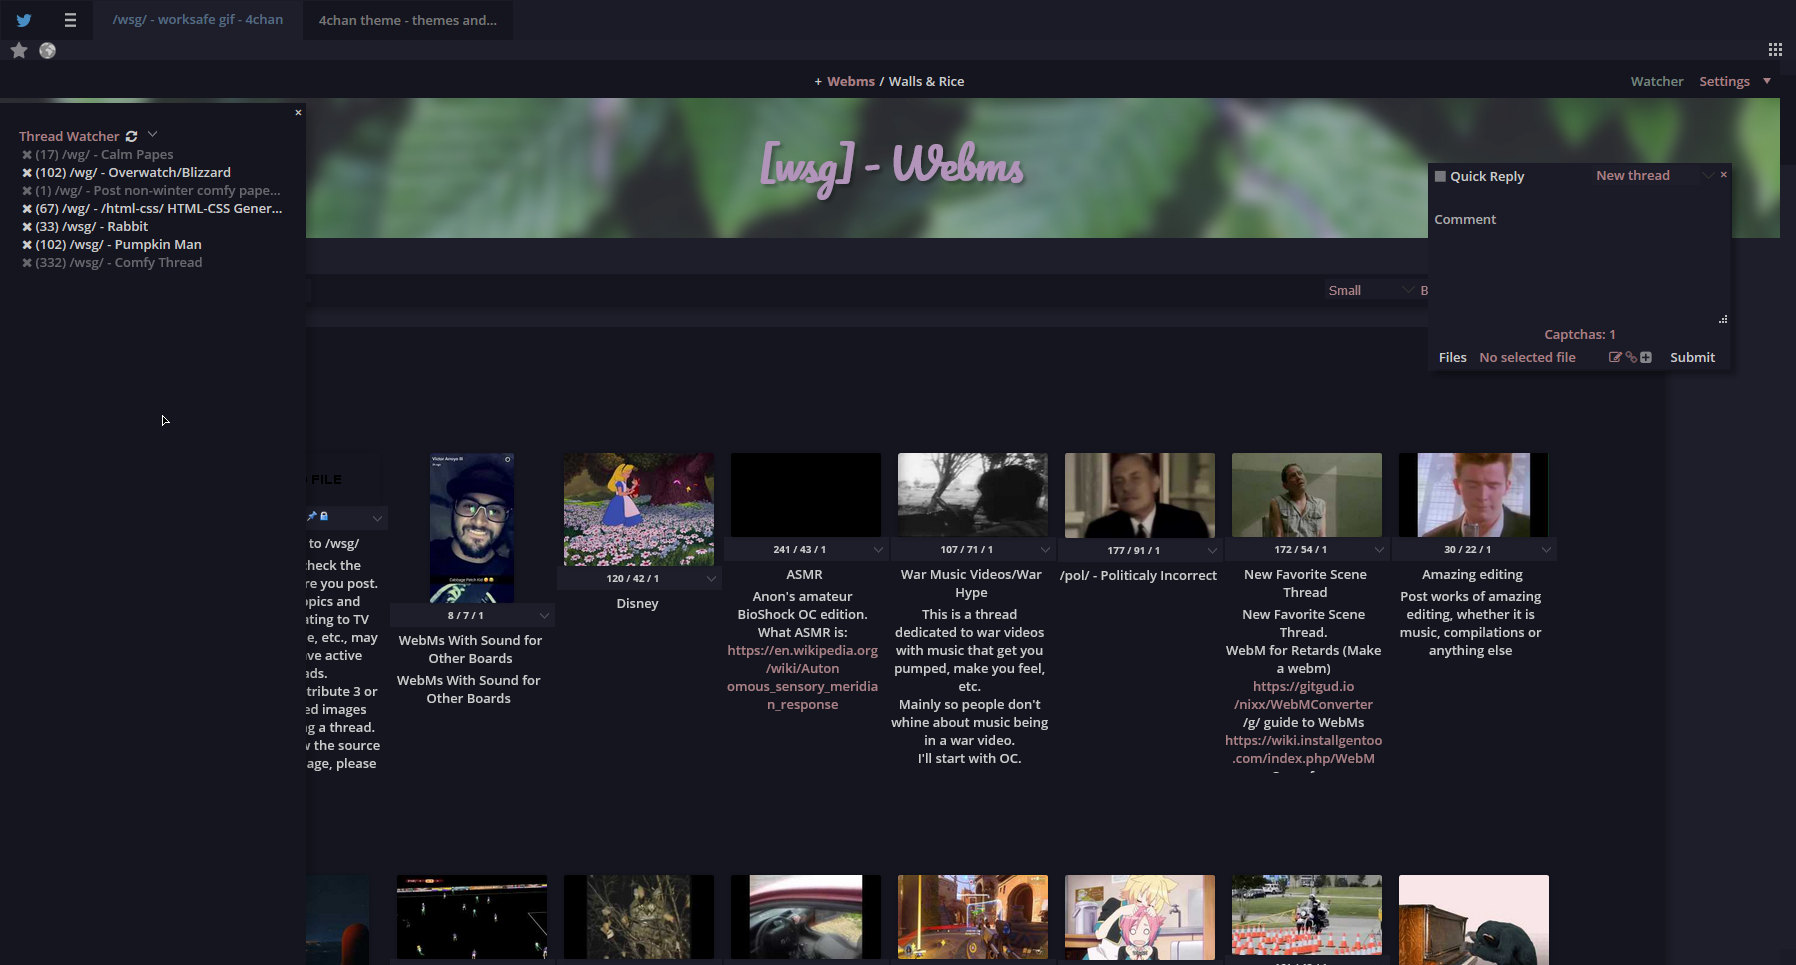 /wsg/ - worksafe gif - 4chan
4chan theme - themes and...
+ Webms / Walls & Rice
Watcher Settings
[wsg] - Webms
Thread Watcher
(17) /wg/ - Calm Papes
(102) /wg/ - Overwatch/Blizzard
(1) /wg/ - Post non-winter comfy pape...
(67) /wg/ - /html-css/ HTML-CSS Gener...
(33) /wsg/ - Rabbit
(102) /wsg/ - Pumpkin Man
(332) /wsg/ - Comfy Thread
Quick Reply New thread
Comment
Captchas: 1
Files No selected file Submit
Small B
FILE
to /wsg/
heck the
re you post.
pics and
ating to TV
e, etc., may
ve active
ads.
tribute 3 or
ed images
g a thread.
the source
age, please
8 / 7 / 1
WebMs With Sound for
Other Boards
WebMs With Sound for
Other Boards
120 / 42 / 1
Disney
241 / 43 / 1
ASMR
Anon's amateur
BioShock OC edition.
What ASMR is:
https://en.wikipedia.org
/wiki/Auton
omous_sensory_meridia
n_response
107 / 71 / 1
War Music Videos/War
Hype
This is a thread
dedicated to war videos
with music that get you
pumped, make you feel,
etc.
Mainly so people don't
whine about music being
in a war video.
I'll start with OC.
177 / 91 / 1
/pol/ - Politicaly Incorrect
172 / 54 / 1
New Favorite Scene
Thread
New Favorite Scene
Thread.
WebM for Retards (Make
a webm)
https://gitgud.io
/nixx/WebMConverter
/g/ guide to WebMs
https://wiki.installgentoo
.com/index.php/WebM
30 / 22 / 1
Amazing editing
Post works of amazing
editing, whether it is
music, compilations or
anything else